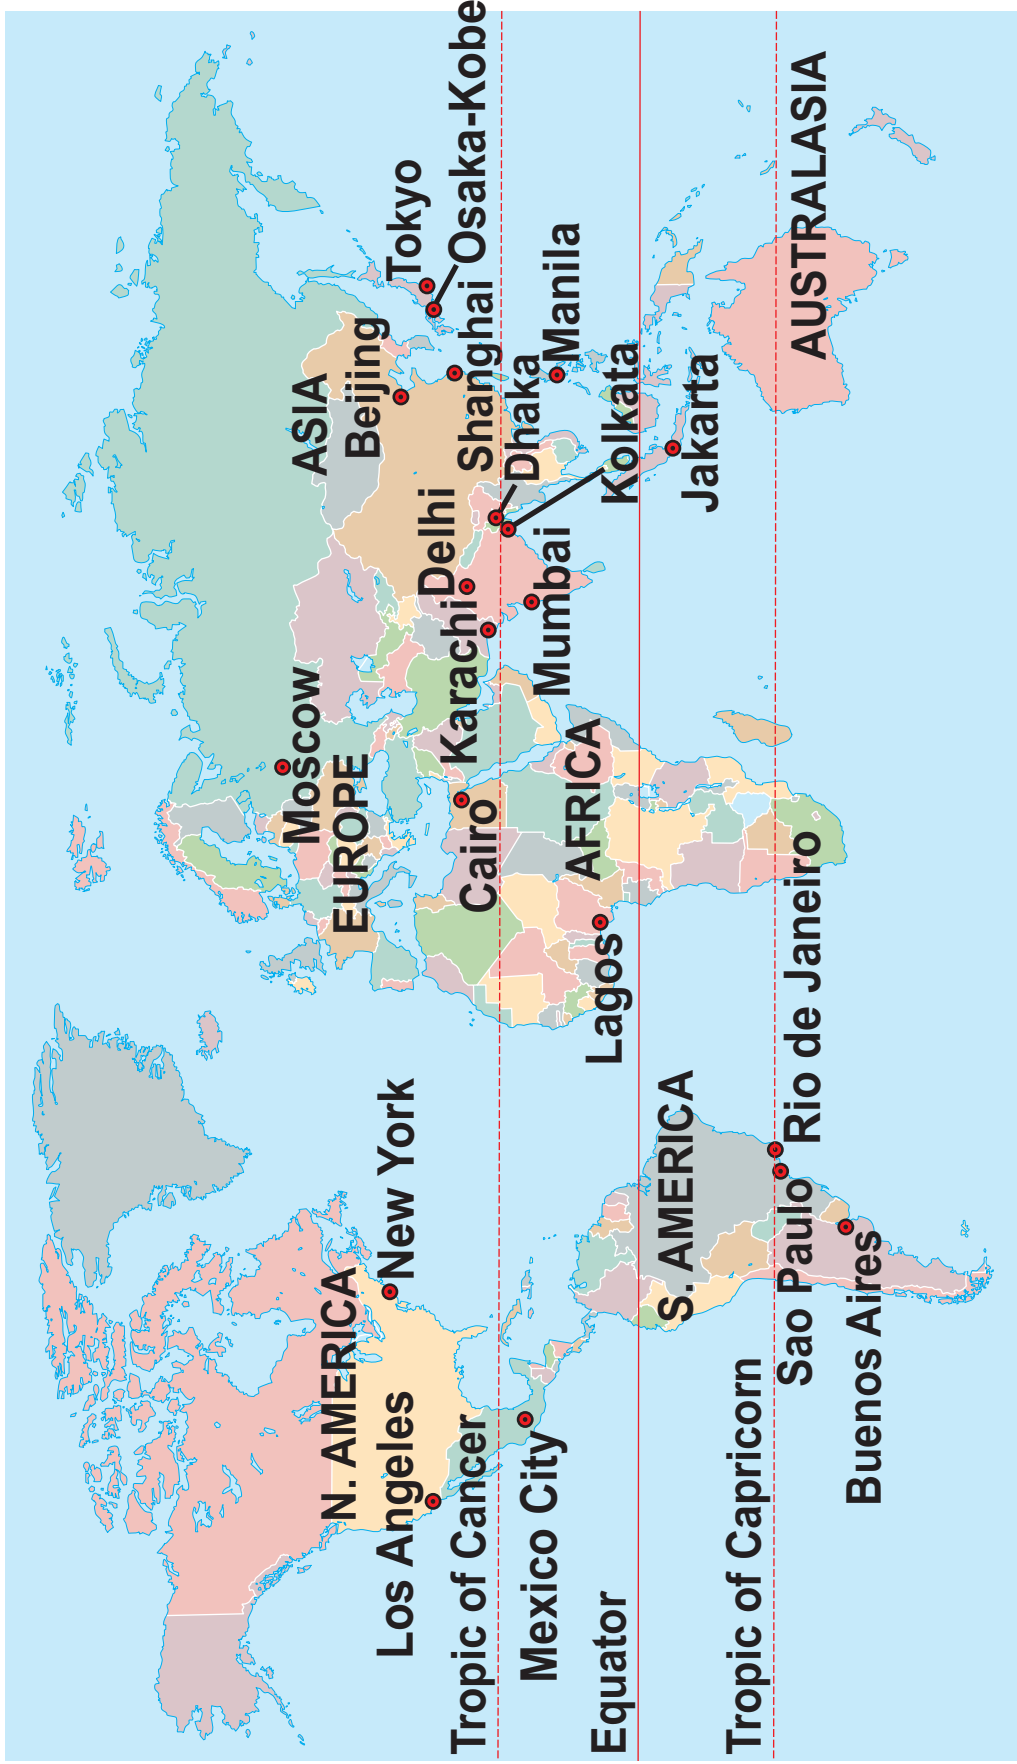 Moscow
ASIA
EUROPE
N. AMERICA
Beijing
New York
Los Angeles
Tokyo
Delhi
Osaka-Kobe
Karachi
Shanghai
Cairo
Tropic of Cancer
Dhaka
Mumbai
Manila
Mexico City
AFRICA
Lagos
Kolkata
Equator
S. AMERICA
Jakarta
Tropic of Capricorn
Sao Paulo
Rio de Janeiro
AUSTRALASIA
Buenos Aires